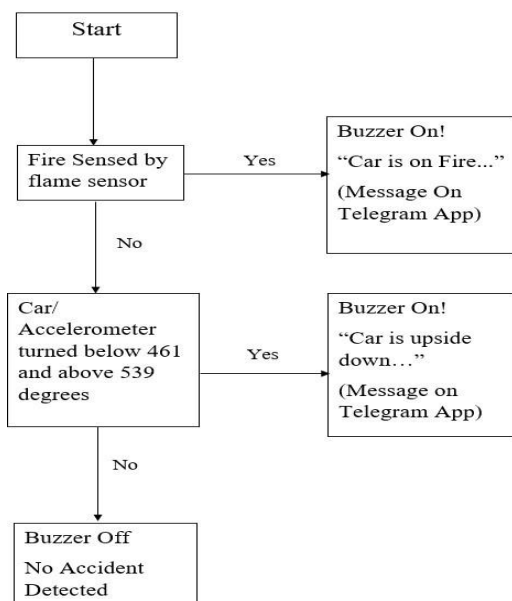 Start
Fire Sensed by
flame sensor
Yes
Buzzer On!
“Car is on Fire...”
(Message On
Telegram App)
No
Car/
Accelerometer
turned below 461
and above 539
degrees
Yes
Buzzer On!
“Car is upside
down…”
(Message on
Telegram App)
No
Buzzer Off
No Accident
Detected